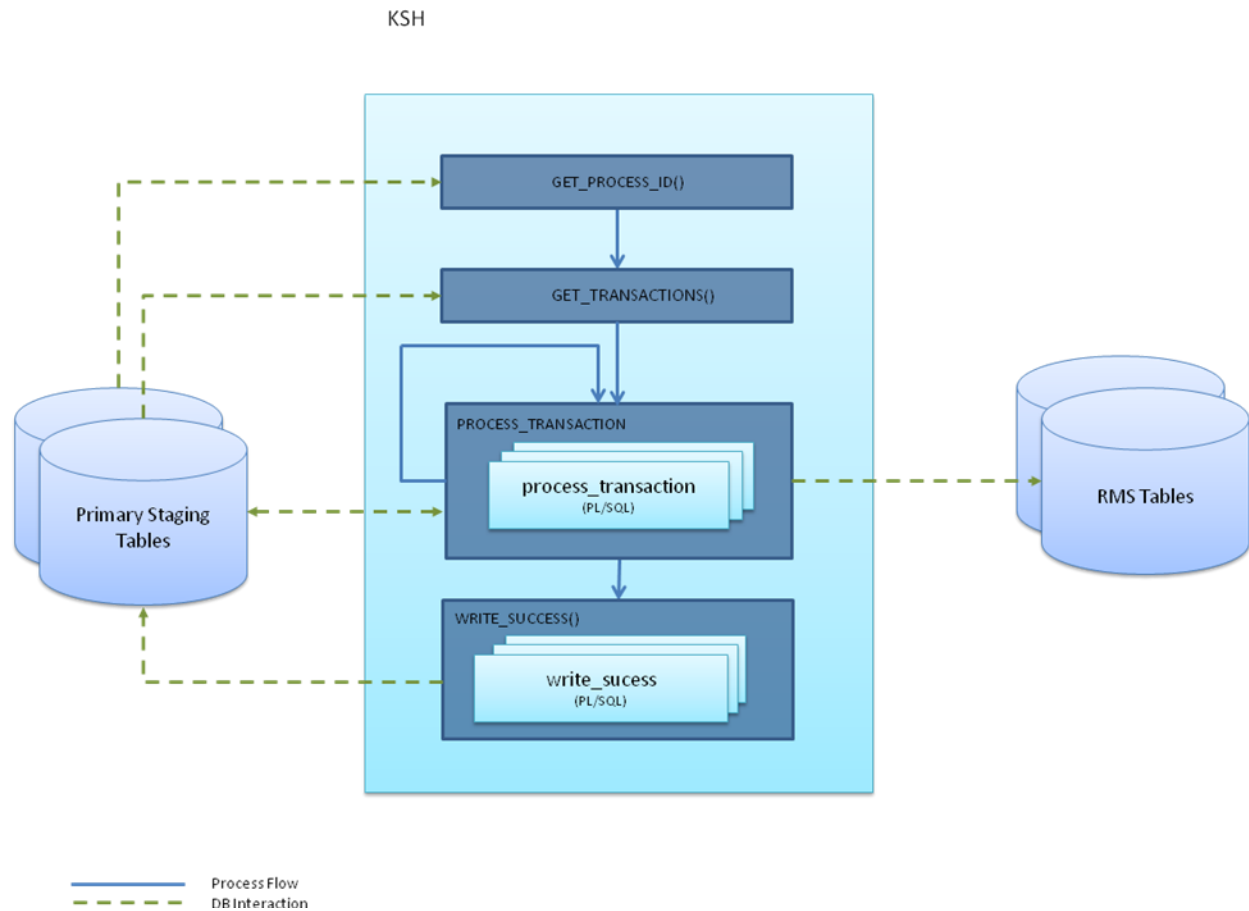 KSH
GET_PROCESS_ID()
GET_TRANSACTIONS()
PROCESS_TRANSACTION
process_transaction
(PL/SQL)
Primary Staging
Tables
RMS Tables
WRITE_SUCCESS()
write_sucess
(PL/SQL)
Process Flow
DB Interaction